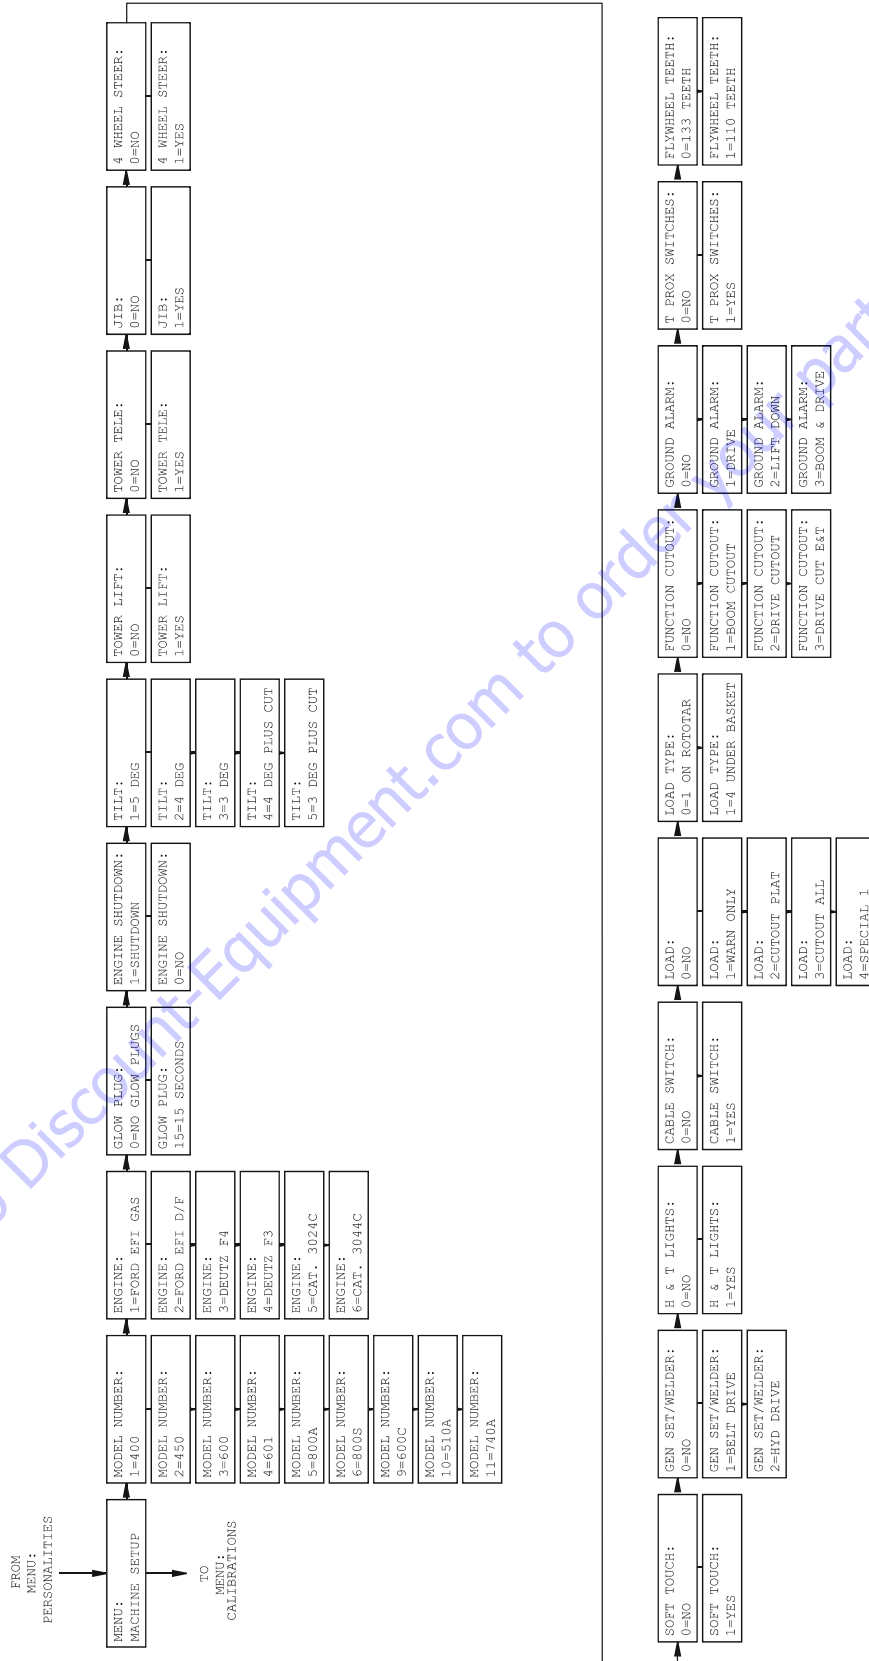 FROM
MENU:
PERSONALITIES
MENU:
MACHINE SETUP
TO
MENU:
CALIBRATIONS
MODEL NUMBER:
1=400
MODEL NUMBER:
2=450
MODEL NUMBER:
3=600
MODEL NUMBER:
4=601
MODEL NUMBER:
5=800A
MODEL NUMBER:
6=800S
MODEL NUMBER:
9=600C
MODEL NUMBER:
10=510A
MODEL NUMBER:
11=740A
ENGINE:
1=FORD EFI GAS
ENGINE:
2=FORD EFI D/F
ENGINE:
3=DEUTZ F4
ENGINE:
4=DEUTZ F3
ENGINE:
5=CAT. 3024C
ENGINE:
6=CAT. 3044C
GLOW PLUG:
0=NO GLOW PLUGS
GLOW PLUG:
15=15 SECONDS
ENGINE SHUTDOWN:
1=SHUTDOWN
ENGINE SHUTDOWN:
0=NO
TILT:
1=5 DEG
TILT:
2=4 DEG
TILT:
3=3 DEG
TILT:
4=4 DEG PLUS CUT
TILT:
5=3 DEG PLUS CUT
TOWER LIFT:
0=NO
TOWER LIFT:
1=YES
TOWER TELE:
0=NO
TOWER TELE:
1=YES
JIB:
0=NO
JIB:
1=YES
4 WHEEL STEER:
0=NO
4 WHEEL STEER:
1=YES
SOFT TOUCH:
0=NO
SOFT TOUCH:
1=YES
GEN SET/WELDER:
0=NO
GEN SET/WELDER:
1=BELT DRIVE
GEN SET/WELDER:
2=HYD DRIVE
H & T LIGHTS:
0=NO
H & T LIGHTS:
1=YES
CABLE SWITCH:
0=NO
CABLE SWITCH:
1=YES
LOAD:
0=NO
LOAD:
1=WARN ONLY
LOAD:
2=CUTOUT PLAT
LOAD:
3=CUTOUT ALL
LOAD:
4=SPECIAL 1
LOAD TYPE:
0=1 ON ROTOTAR
LOAD TYPE:
1=4 UNDER BASKET
FUNCTION CUTOUT:
0=NO
FUNCTION CUTOUT:
1=BOOM CUTOUT
FUNCTION CUTOUT:
2=DRIVE CUTOUT
FUNCTION CUTOUT:
3=DRIVE CUT E&T
GROUND ALARM:
0=NO
GROUND ALARM:
1=DRIVE
GROUND ALARM:
2=LIFT DOWN
GROUND ALARM:
3=BOOM & DRIVE
T PROX SWITCHES:
0=NO
T PROX SWITCHES:
1=YES
FLYWHEEL TEETH:
0=133 TEETH
FLYWHEEL TEETH:
1=110 TEETH
Discount-Equipment.com to order your part